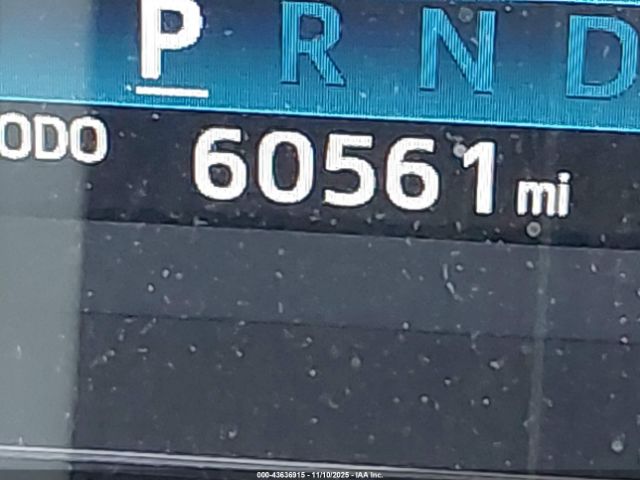 P R N D
ODO 60561 mi
000-43636915 - 11/10/2025 - IAA Inc.